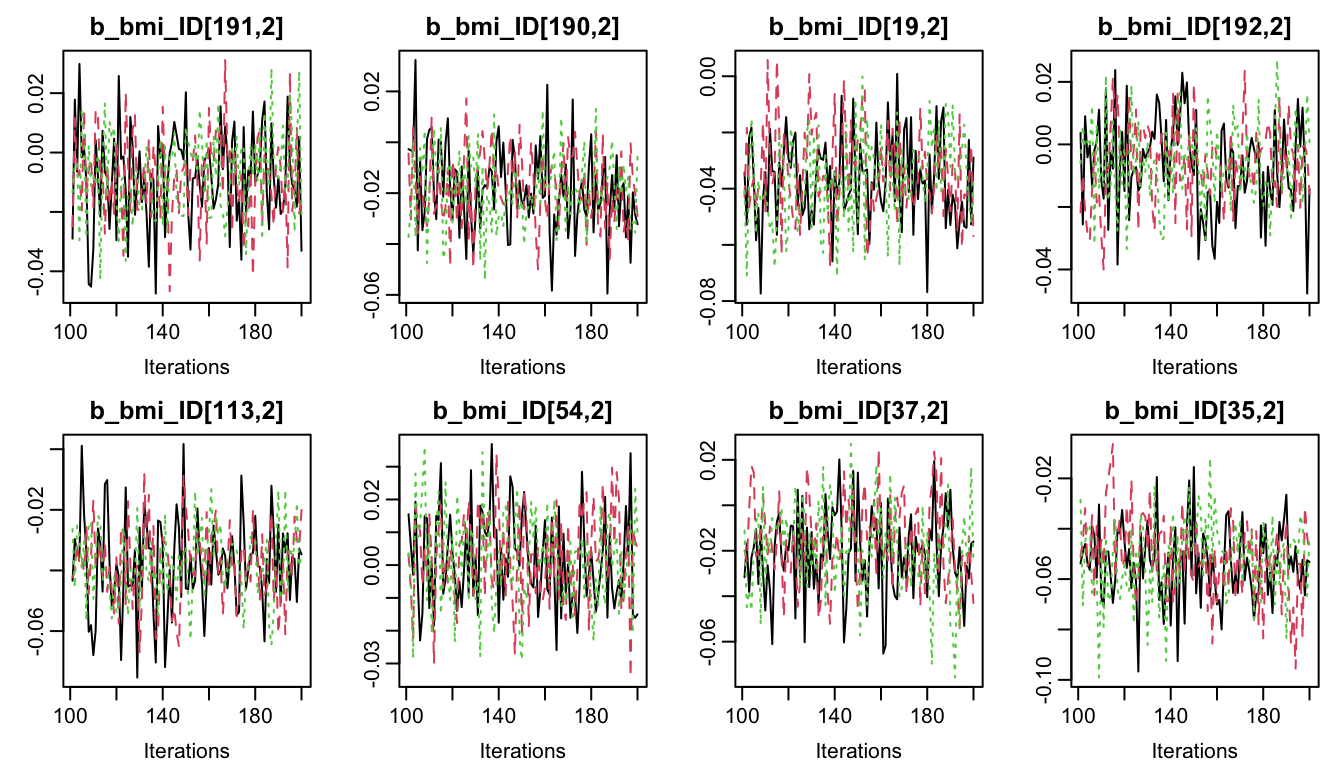 b_bmi_ID[191,2] b_bmi_ID[190,2] b_bmi_ID[19,2] b_bmi_ID[192,2]
0.02 0.00 -0.04
0.02 -0.02 -0.06
0.00 -0.04 -0.08
0.02 0.00 -0.04
100 140 180 100 140 180 100 140 180 100 140 180
Iterations Iterations Iterations Iterations
b_bmi_ID[113,2] b_bmi_ID[54,2] b_bmi_ID[37,2] b_bmi_ID[35,2]
-0.02 -0.06
0.02 0.00 -0.03
0.02 -0.02 -0.06
-0.02 -0.06 -0.10
100 140 180 100 140 180 100 140 180 100 140 180
Iterations Iterations Iterations Iterations